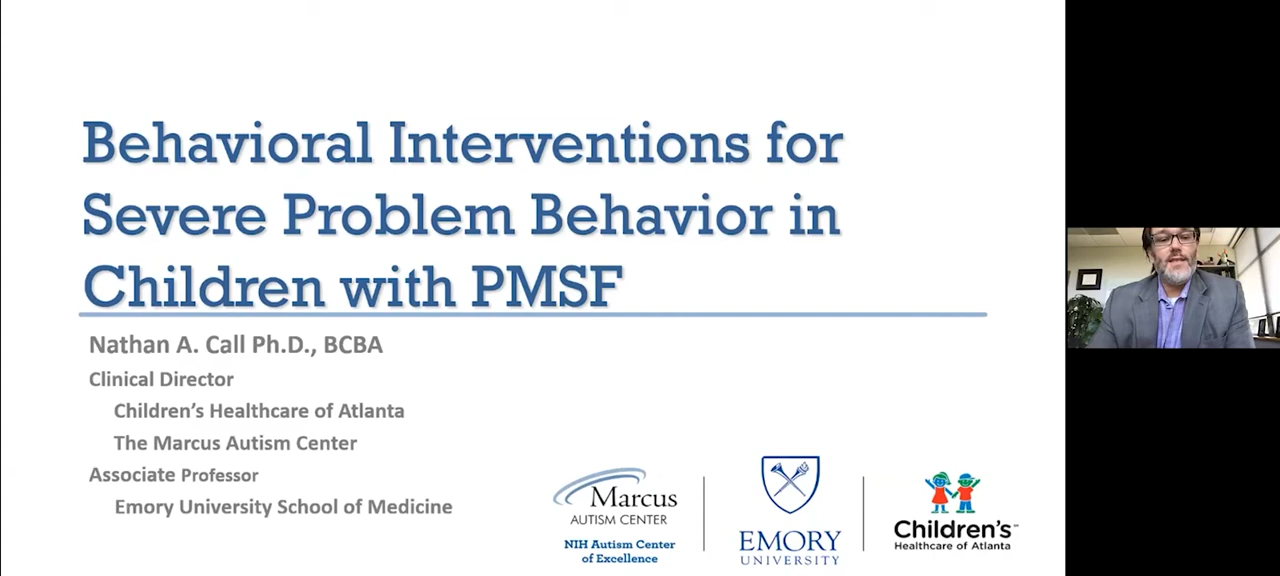 Behavioral Interventions for
Severe Problem Behavior in
Children with PMSF
Nathan A. Call Ph.D., BCBA
Clinical Director
Children's Healthcare of Atlanta
The Marcus Autism Center
Associate Professor
Emory University School of Medicine
Marcus
AUTISM CENTER
NIH Autism Center
of Excellence
EMORY
UNIVERSITY
Children's™
Healthcare of Atlanta